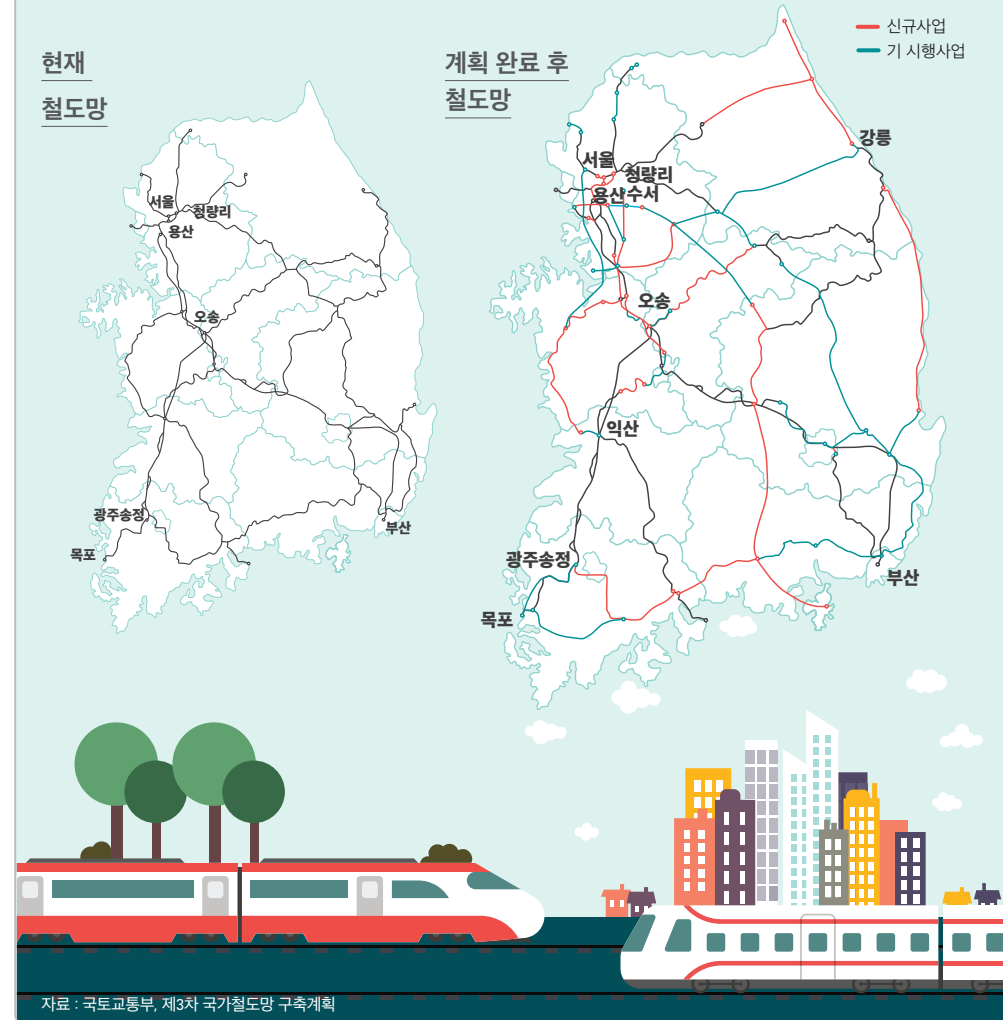 현재
철도망
서울
청량리
용산
오송
광주송정
목포
부산
계획 완료 후
철도망
신규사업
기 시행사업
강릉
서울
청량리
용산 수서
오송
익산
광주송정
목포
부산
자료 : 국토교통부, 제3차 국가철도망 구축계획